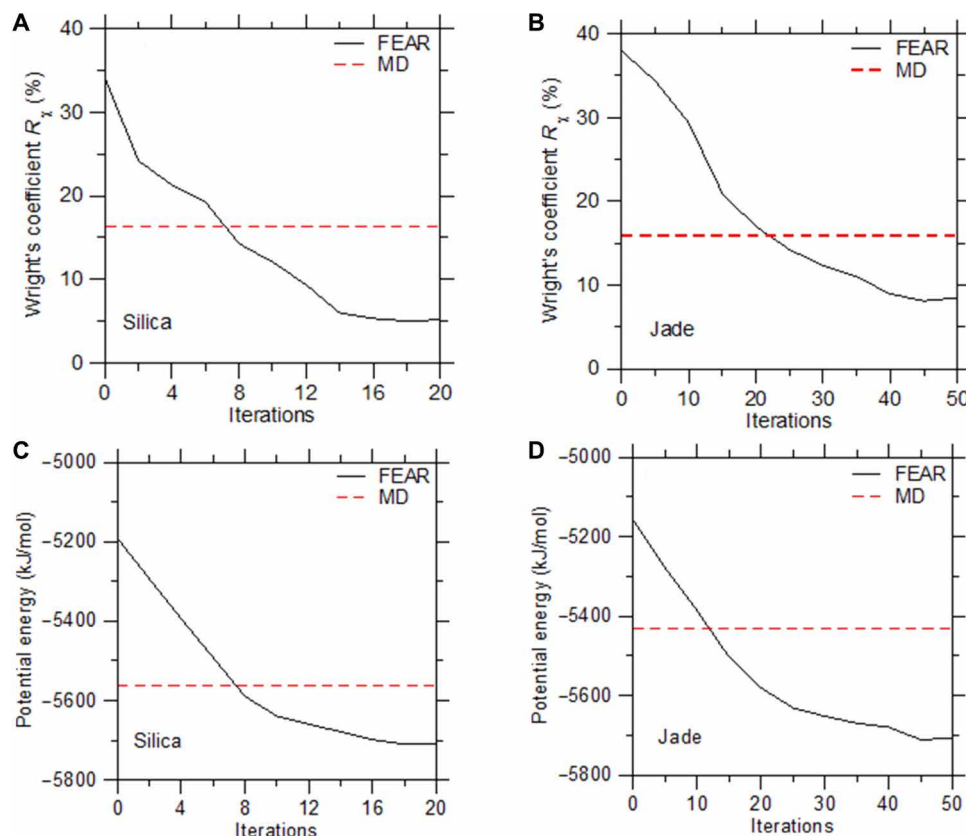 A
Wright's coefficient Rχ (%)
40
30
20
10
0
FEAR
MD
Silica
0 4 8 12 16 20
Iterations
B
Wright's coefficient Rχ (%)
40
30
20
10
0
FEAR
MD
Jade
0 10 20 30 40 50
Iterations
C
Potential energy (kJ/mol)
−5000
−5200
−5400
−5600
−5800
FEAR
MD
Silica
0 4 8 12 16 20
Iterations
D
Potential energy (kJ/mol)
−5000
−5200
−5400
−5600
−5800
FEAR
MD
Jade
0 10 20 30 40 50
Iterations